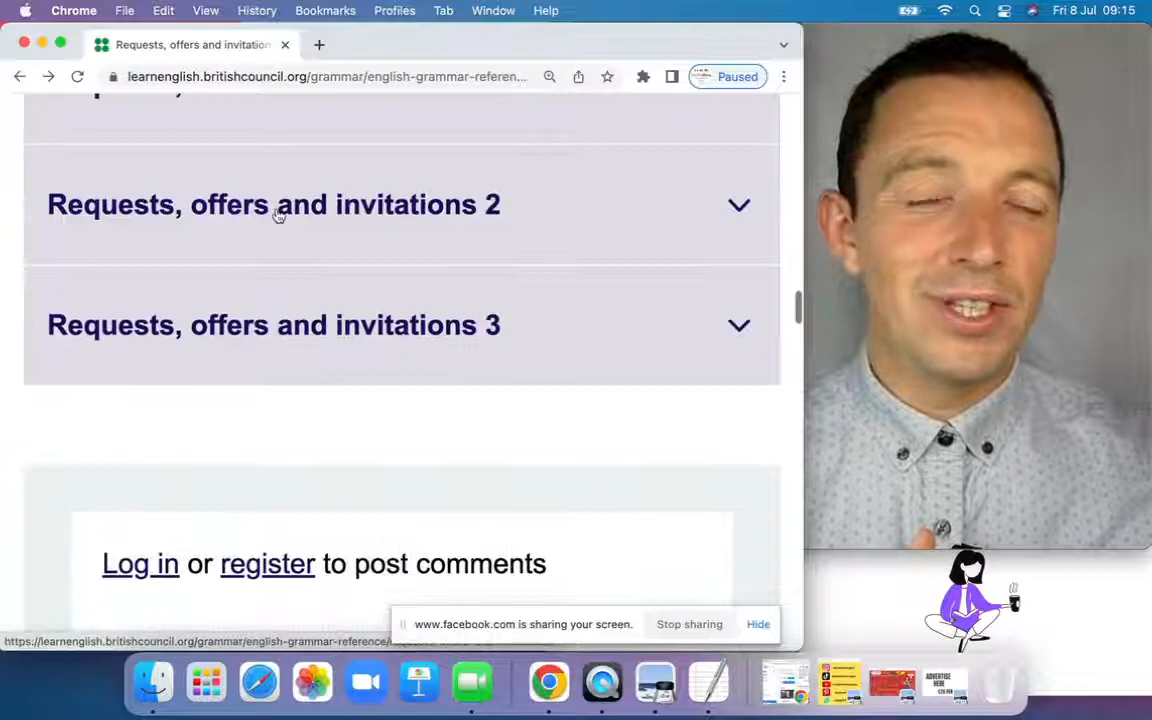 Chrome File Edit View History Bookmarks Profiles Tab Window Help Fri 8 Jul 09:15
Requests, offers and invitation
learnenglish.britishcouncil.org/grammar/english-grammar-referen... Paused
Requests, offers and invitations 2
Requests, offers and invitations 3
Log in or register to post comments
www.facebook.com is sharing your screen. Stop sharing Hide
https://learnenglish.britishcouncil.org/grammar/english-grammar-reference/
ADVERTISE
HERE